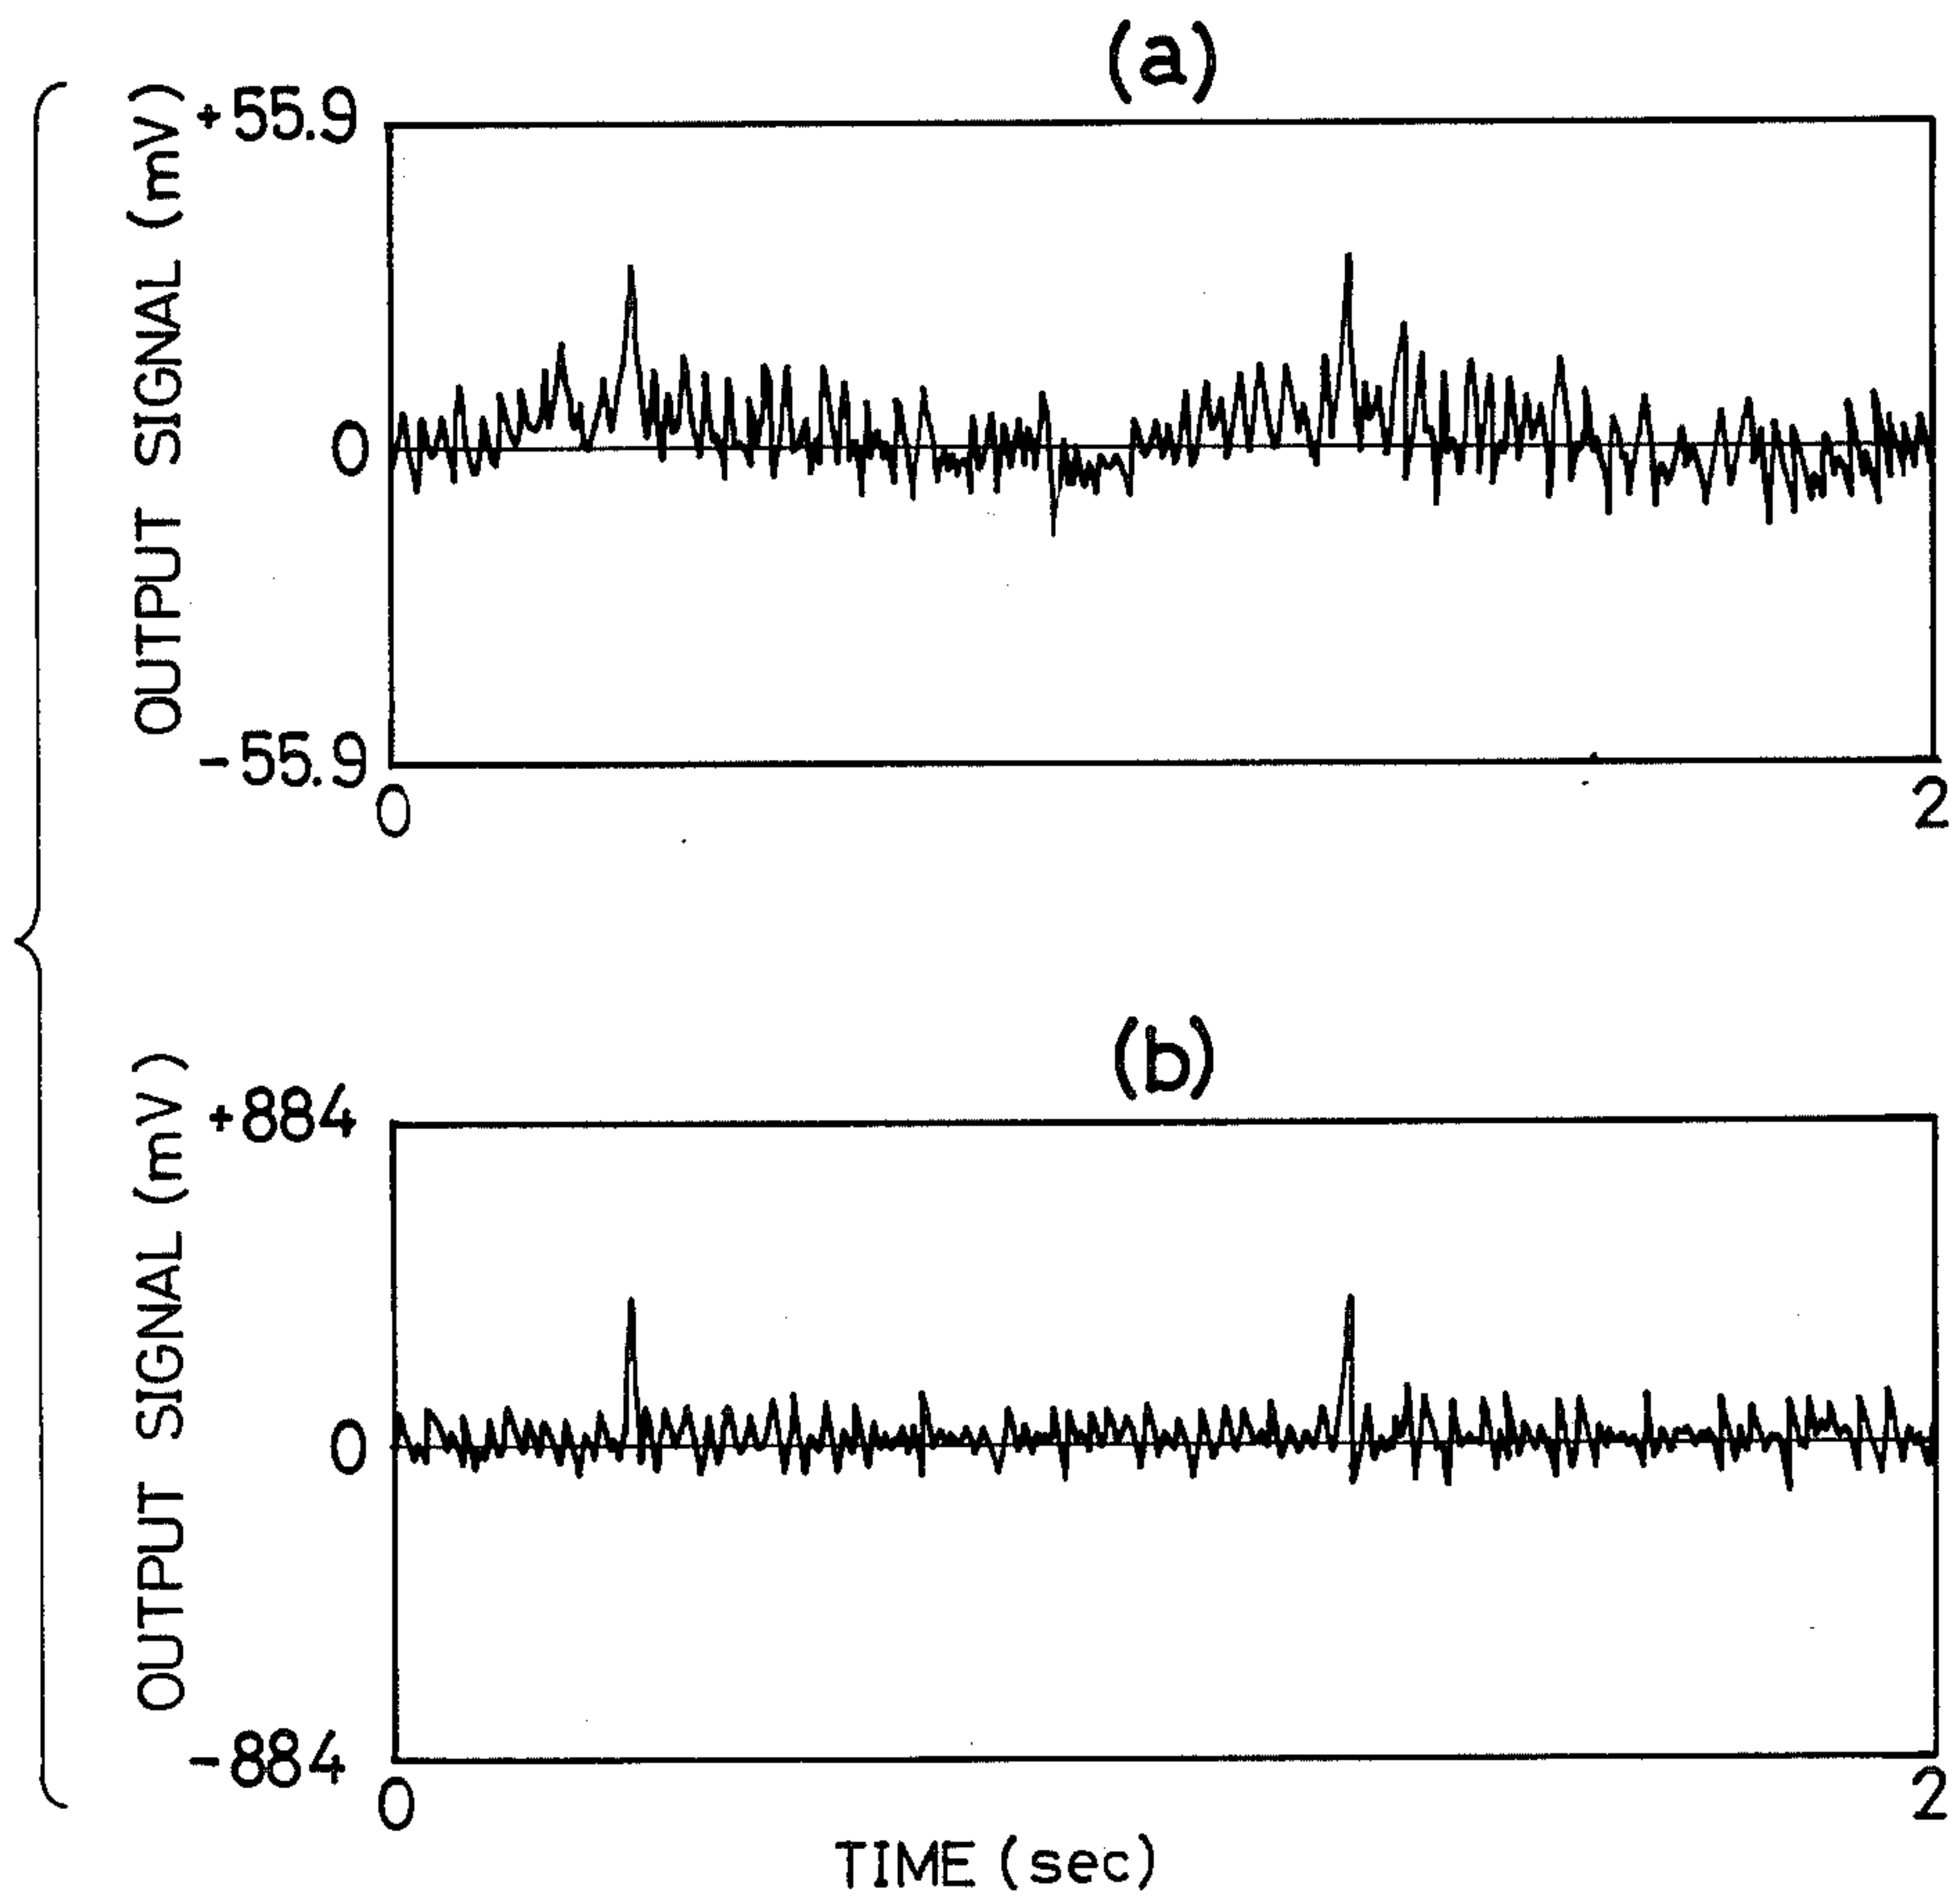 (a)
OUTPUT SIGNAL (mV)
+55.9
0
-55.9
0
2
(b)
OUTPUT SIGNAL (mV)
+884
0
-884
0
2
TIME (sec)